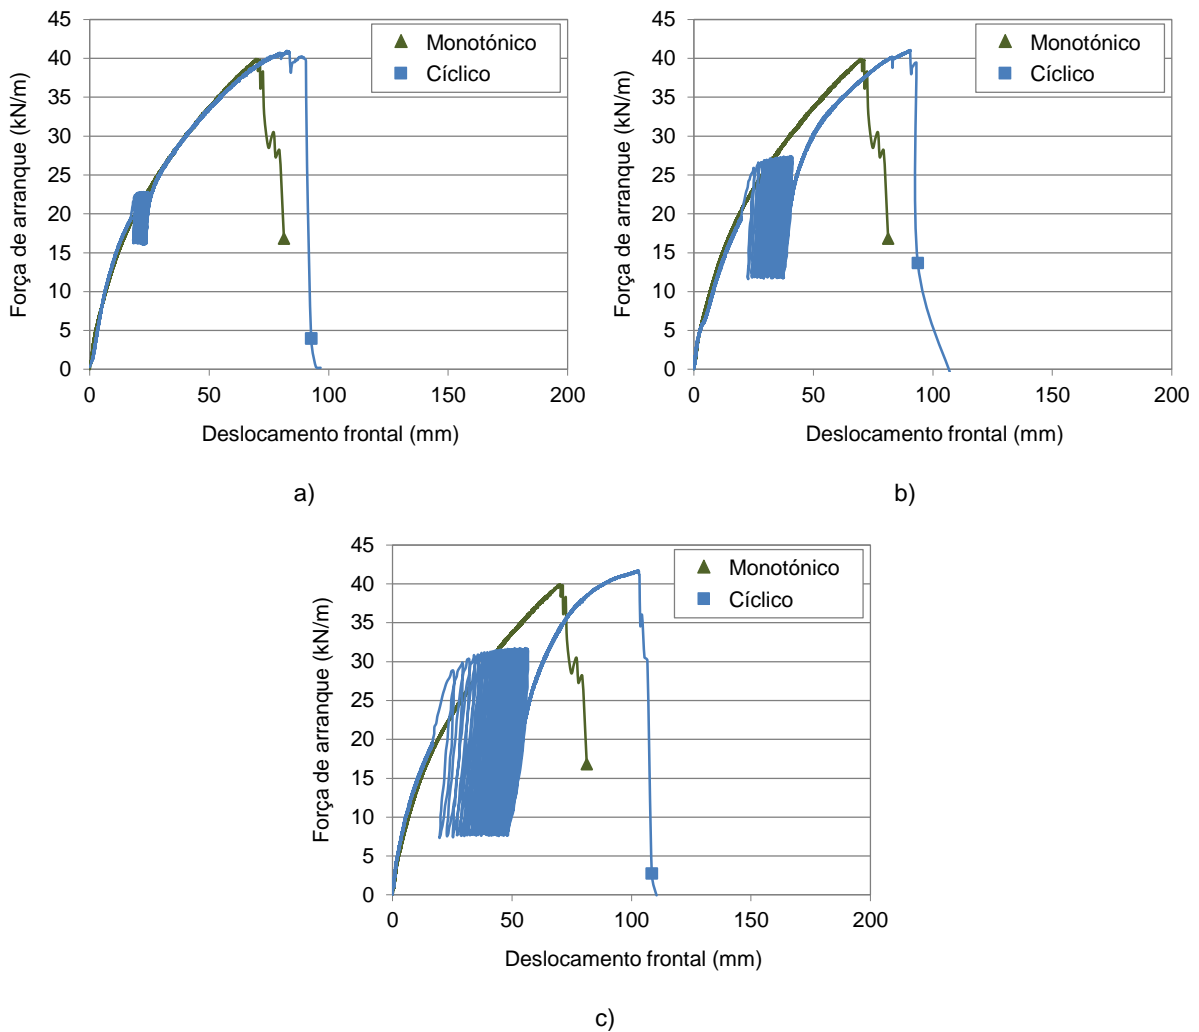 45
40
35
30
25
20
15
10
5
0
Força de arranque (kN/m)
Monotónico
Cíclico
0 50 100 150 200
Deslocamento frontal (mm)
a)
45
40
35
30
25
20
15
10
5
0
Força de arranque (kN/m)
Monotónico
Cíclico
0 50 100 150 200
Deslocamento frontal (mm)
b)
45
40
35
30
25
20
15
10
5
0
Força de arranque (kN/m)
Monotónico
Cíclico
0 50 100 150 200
Deslocamento frontal (mm)
c)